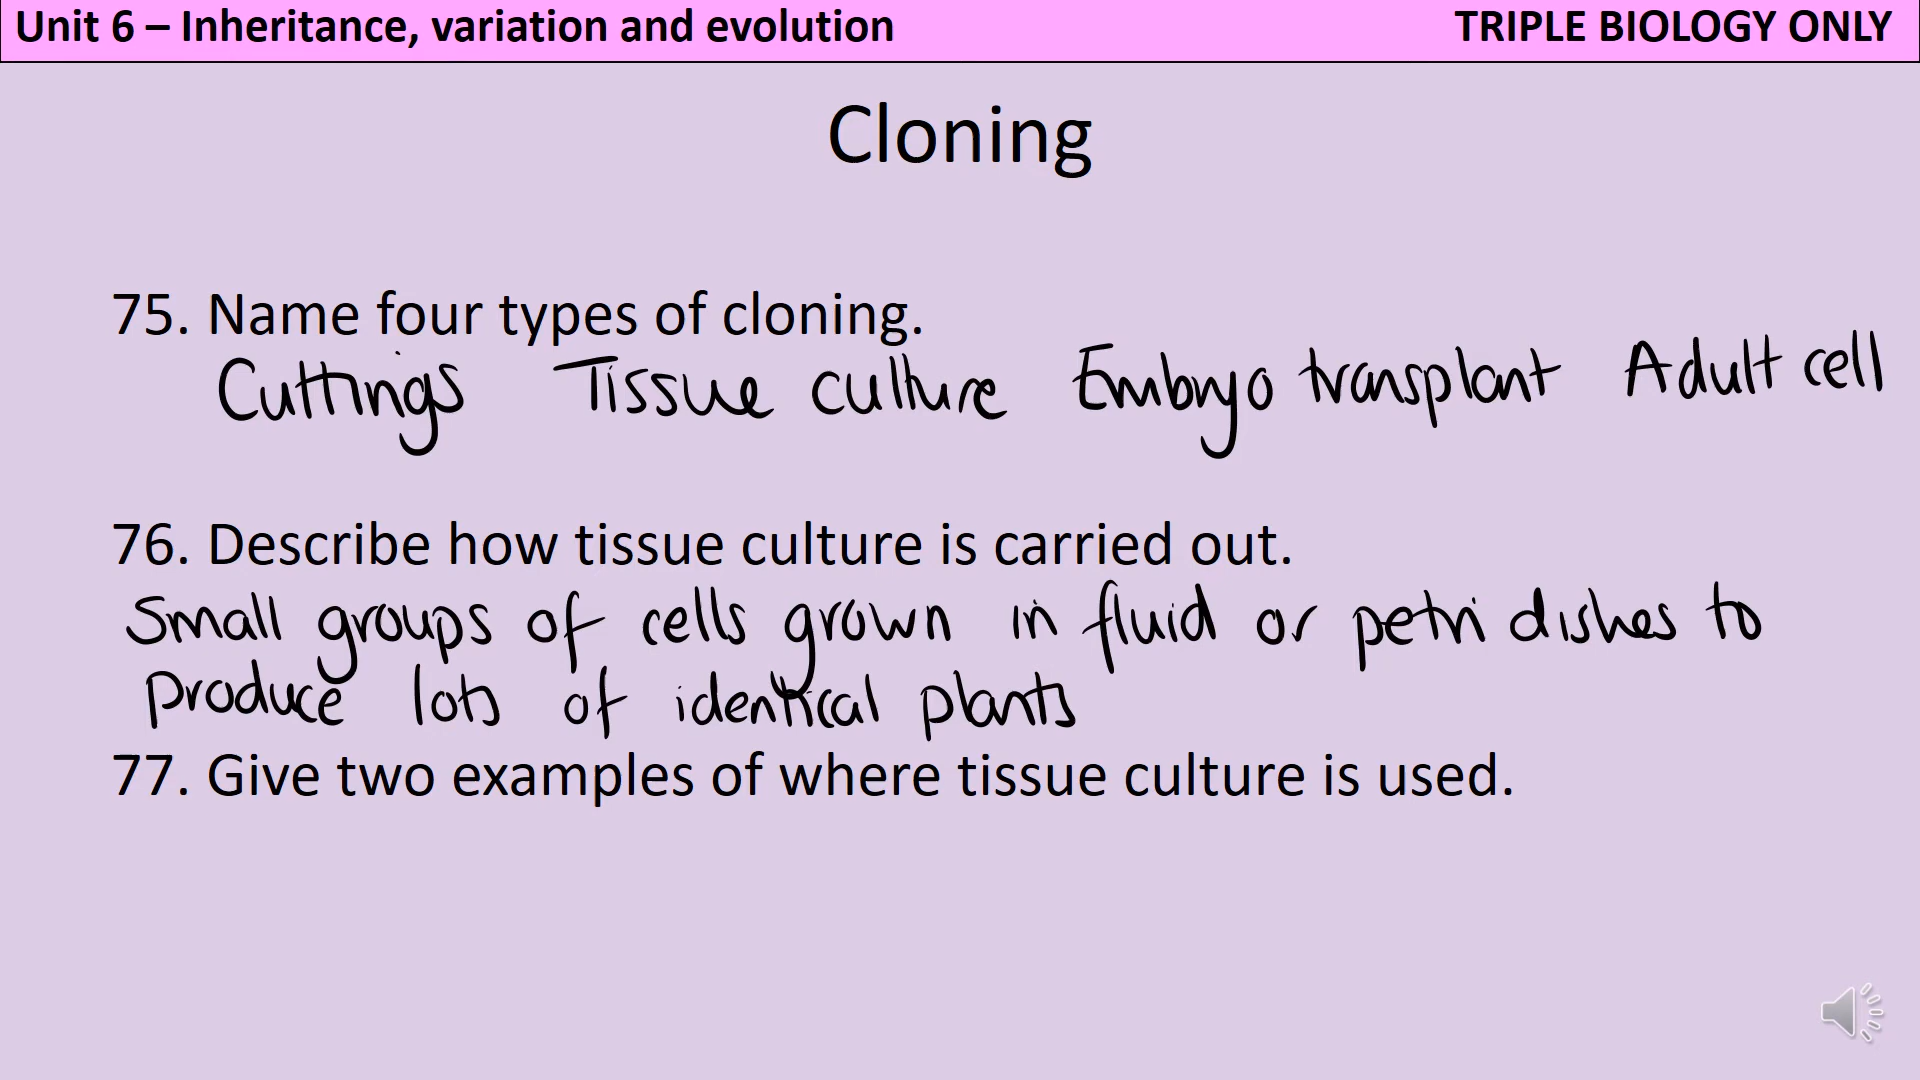 Unit 6 – Inheritance, variation and evolution TRIPLE BIOLOGY ONLY
Cloning
75. Name four types of cloning.
Cuttings Tissue culture Embryo transplant Adult cell
76. Describe how tissue culture is carried out.
Small groups of cells grown in fluid or petri dishes to
produce lots of identical plants
77. Give two examples of where tissue culture is used.